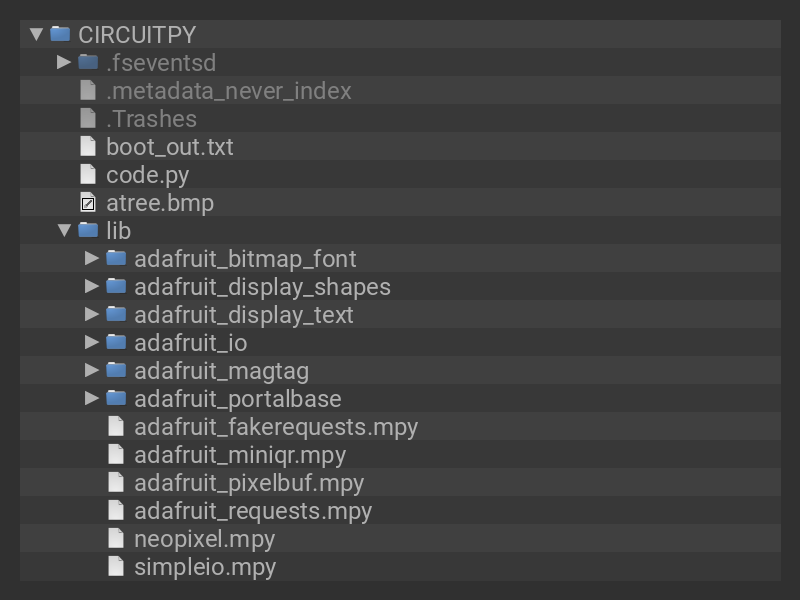 CIRCUITPY
.fseventsd
.metadata_never_index
.Trashes
boot_out.txt
code.py
atree.bmp
lib
adafruit_bitmap_font
adafruit_display_shapes
adafruit_display_text
adafruit_io
adafruit_magtag
adafruit_portalbase
adafruit_fakerequests.mpy
adafruit_miniqr.mpy
adafruit_pixelbuf.mpy
adafruit_requests.mpy
neopixel.mpy
simpleio.mpy